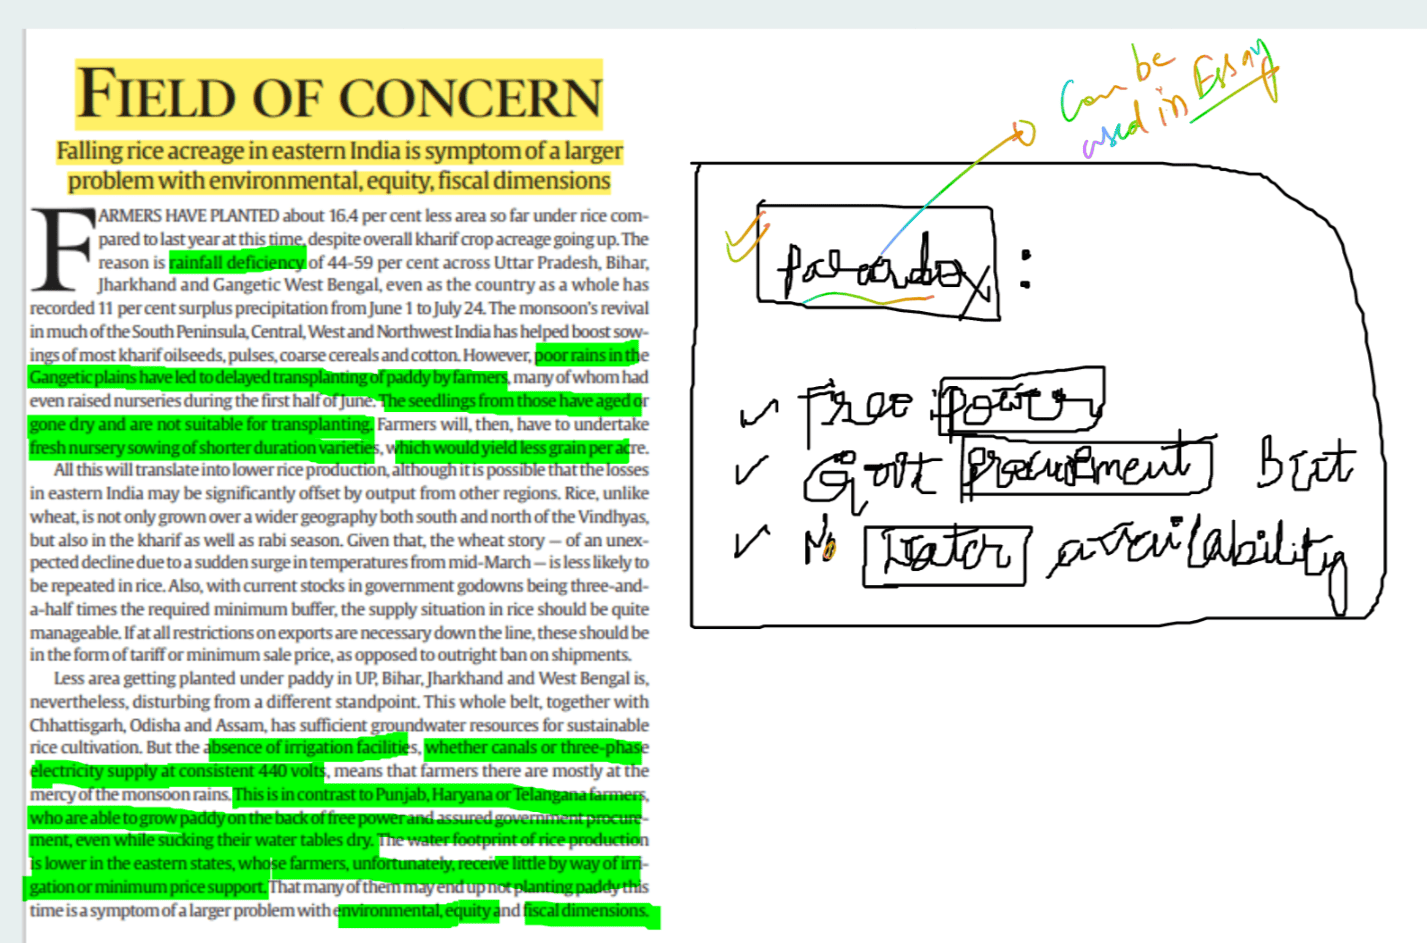 FIELD OF CONCERN
Falling rice acreage in eastern India is symptom of a larger
problem with environmental, equity, fiscal dimensions
FARMERS HAVE PLANTED about 16.4 per cent less area so far under rice com-
pared to last year at this time, despite overall kharif crop acreage going up. The
reason is rainfall deficiency of 44-59 per cent across Uttar Pradesh, Bihar,
Jharkhand and Gangetic West Bengal, even as the country as a whole has
recorded 11 per cent surplus precipitation from June 1 to July 24. The monsoon's revival
in much of the South Peninsula, Central, West and Northwest India has helped boost sow-
ings of most kharif oilseeds, pulses, coarse cereals and cotton. However, poor rains in the
Gangetic plains have led to delayed transplanting of paddy by farmers, many of whom had
even raised nurseries during the first half of June. The seedlings from those have aged or
gone dry and are not suitable for transplanting. Farmers will, then, have to undertake
fresh nursery sowing of shorter duration varieties, which would yield less grain per acre.
All this will translate into lower rice production, although it is possible that the losses
in eastern India may be significantly offset by output from other regions. Rice, unlike
wheat, is not only grown over a wider geography both south and north of the Vindhyas,
but also in the kharif as well as rabi season. Given that, the wheat story — of an unex-
pected decline due to a sudden surge in temperatures from mid-March — is less likely to
be repeated in rice. Also, with current stocks in government godowns being three-and-
a-half times the required minimum buffer, the supply situation in rice should be quite
manageable. If at all restrictions on exports are necessary down the line, these should be
in the form of tariff or minimum sale price, as opposed to outright ban on shipments.
Less area getting planted under paddy in UP, Bihar, Jharkhand and West Bengal is,
nevertheless, disturbing from a different standpoint. This whole belt, together with
Chhattisgarh, Odisha and Assam, has sufficient groundwater resources for sustainable
rice cultivation. But the absence of irrigation facilities, whether canals or three-phase
electricity supply at consistent 440 volts, means that farmers there are mostly at the
mercy of the monsoon rains. This is in contrast to Punjab, Haryana or Telangana farmers,
who are able to grow paddy on the back of free power and assured government procure-
ment, even while sucking their water tables dry. The water footprint of rice production
is lower in the eastern states, whose farmers, unfortunately, receive little by way of irri-
gation or minimum price support. That many of them may end up not planting paddy this
time is a symptom of a larger problem with environmental, equity and fiscal dimensions.
Can be
used in Essay
Paradox :
Free power
Govt procurement But
No Water availability